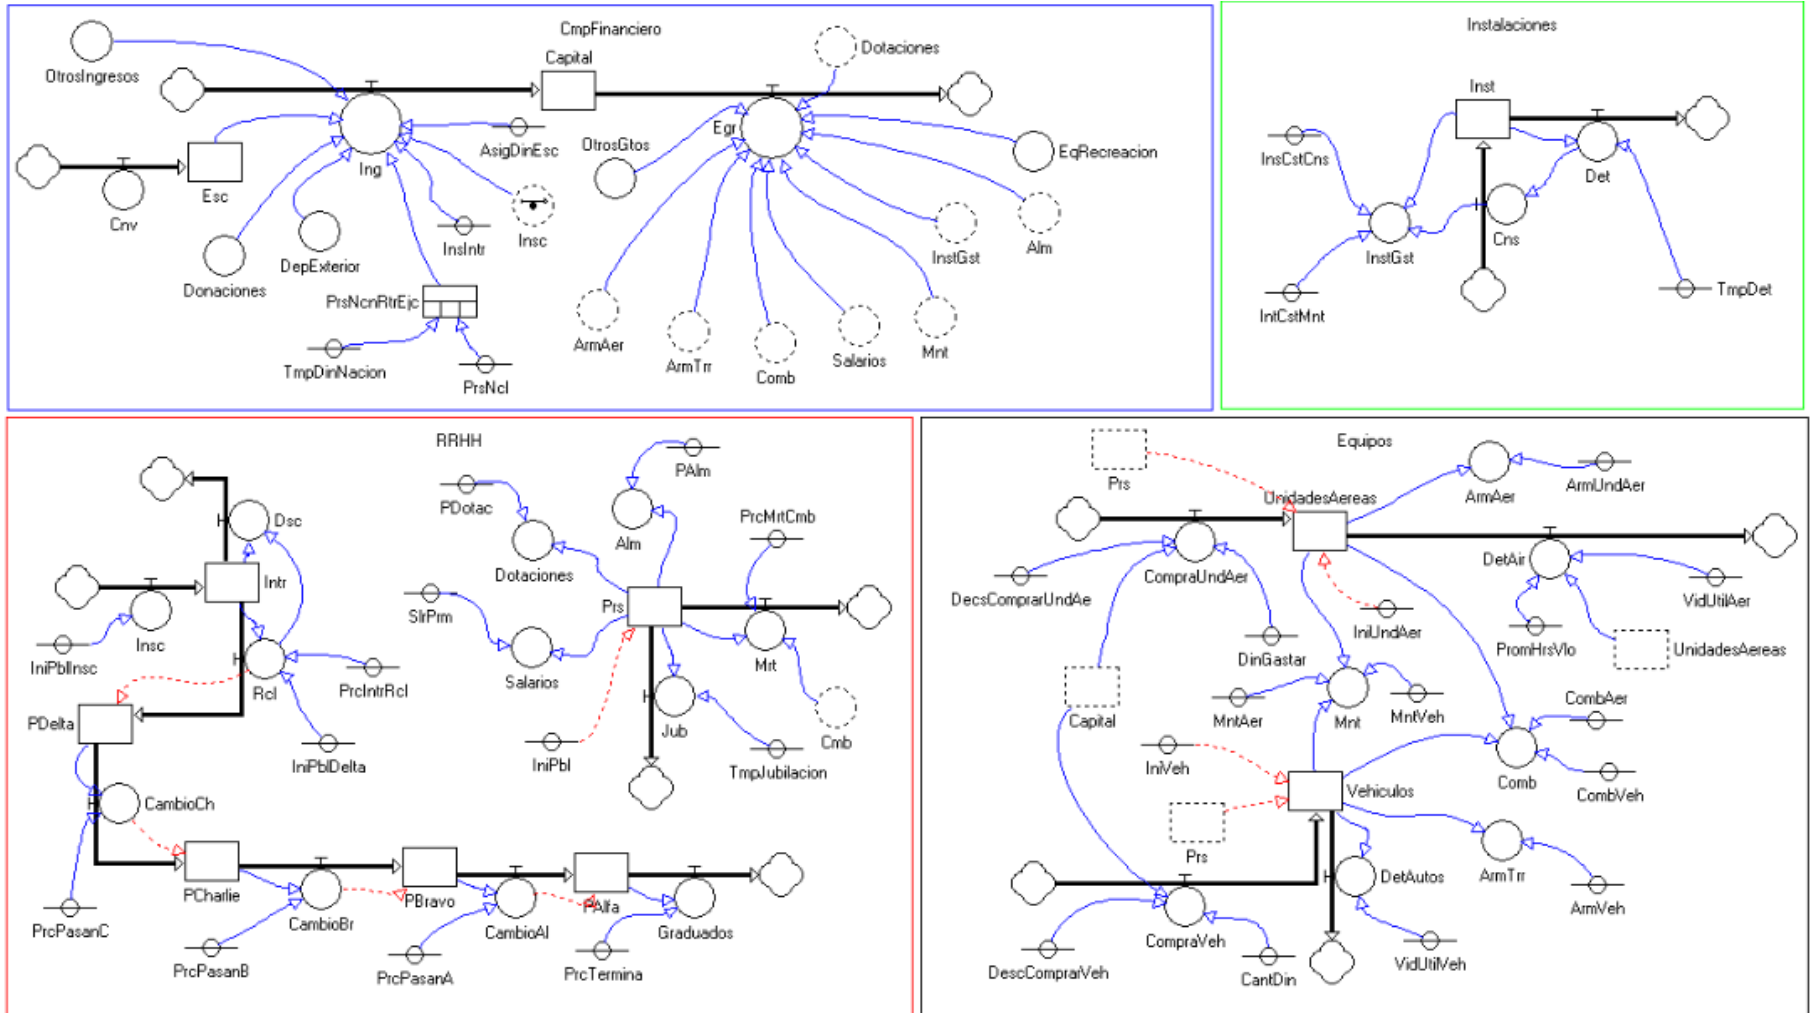 CmpFinanciero
OtrosIngresos
Capital
Dotaciones
Esc
Cnv
Ing
AsigDinEsc
OtrosGtos
Egr
EqRecreacion
Donaciones
DepExterior
InsIntr
Insc
PrsNcnRtrEjc
TmpDinNacion
PrsNcl
ArmAer
ArmTrr
Comb
Salarios
Mnt
InstGst
Alm
Instalaciones
Inst
InsCstCns
Det
Cns
InstGst
IntCstMnt
TmpDet
RRHH
PAlm
PDotac
Dsc
Alm
PrcMrtCmb
Intr
Dotaciones
SlrPrm
Prs
IniPblInsc
Insc
Rcl
PrcIntrRcl
Salarios
Mrt
PDelta
IniPblDelta
IniPbl
Jub
TmpJubilacion
Cmb
CambioCh
PCharlie
CambioBr
PBravo
CambioAl
PAlfa
Graduados
PrcPasanC
PrcPasanB
PrcPasanA
PrcTermina
Equipos
Prs
UnidadesAereas
ArmAer
ArmUndAer
DetAir
CompraUndAer
DecsComprarUndAe
VidUtilAer
IniUndAer
DinGastar
PromHrsVlo
UnidadesAereas
Capital
MntAer
Mnt
MntVeh
CombAer
IniVeh
Comb
CombVeh
Vehiculos
Prs
DetAutos
ArmTrr
ArmVeh
CompraVeh
DescComprarVeh
CantDin
VidUtilVeh